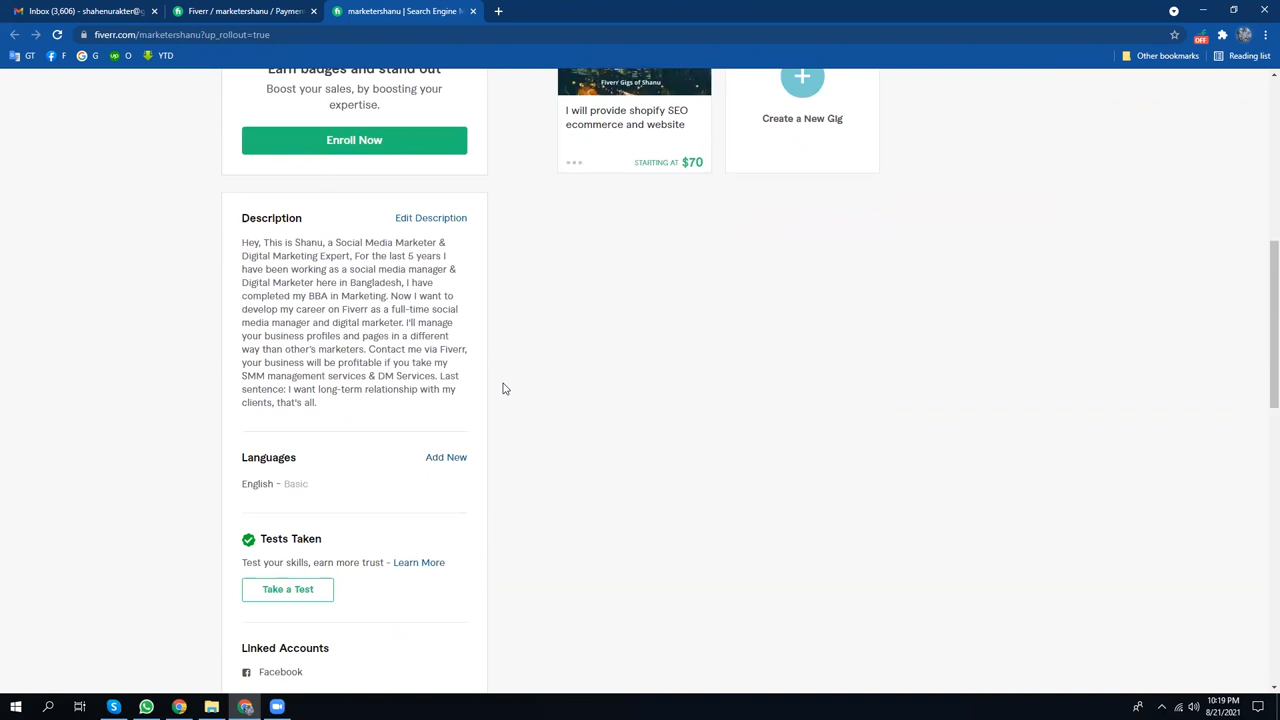 Inbox (3,606) - shahenurakter@g
Fiverr / marketershanu / Paymen
marketershanu | Search Engine M
fiverr.com/marketershanu?up_rollout=true
OFF
GT
F
G
up O
YTD
Other bookmarks
Reading list
Earn badges and stand out
Boost your sales, by boosting your
expertise.
Enroll Now
Fiverr Gigs of Shanu
I will provide shopify SEO
ecommerce and website
STARTING AT $70
Create a New Gig
Description
Edit Description
Hey, This is Shanu, a Social Media Marketer &
Digital Marketing Expert, For the last 5 years I
have been working as a social media manager &
Digital Marketer here in Bangladesh, I have
completed my BBA in Marketing. Now I want to
develop my career on Fiverr as a full-time social
media manager and digital marketer. I'll manage
your business profiles and pages in a different
way than other's marketers. Contact me via Fiverr,
your business will be profitable if you take my
SMM management services & DM Services. Last
sentence: I want long-term relationship with my
clients, that's all.
Languages
Add New
English - Basic
Tests Taken
Test your skills, earn more trust - Learn More
Take a Test
Linked Accounts
Facebook
10:19 PM
8/21/2021